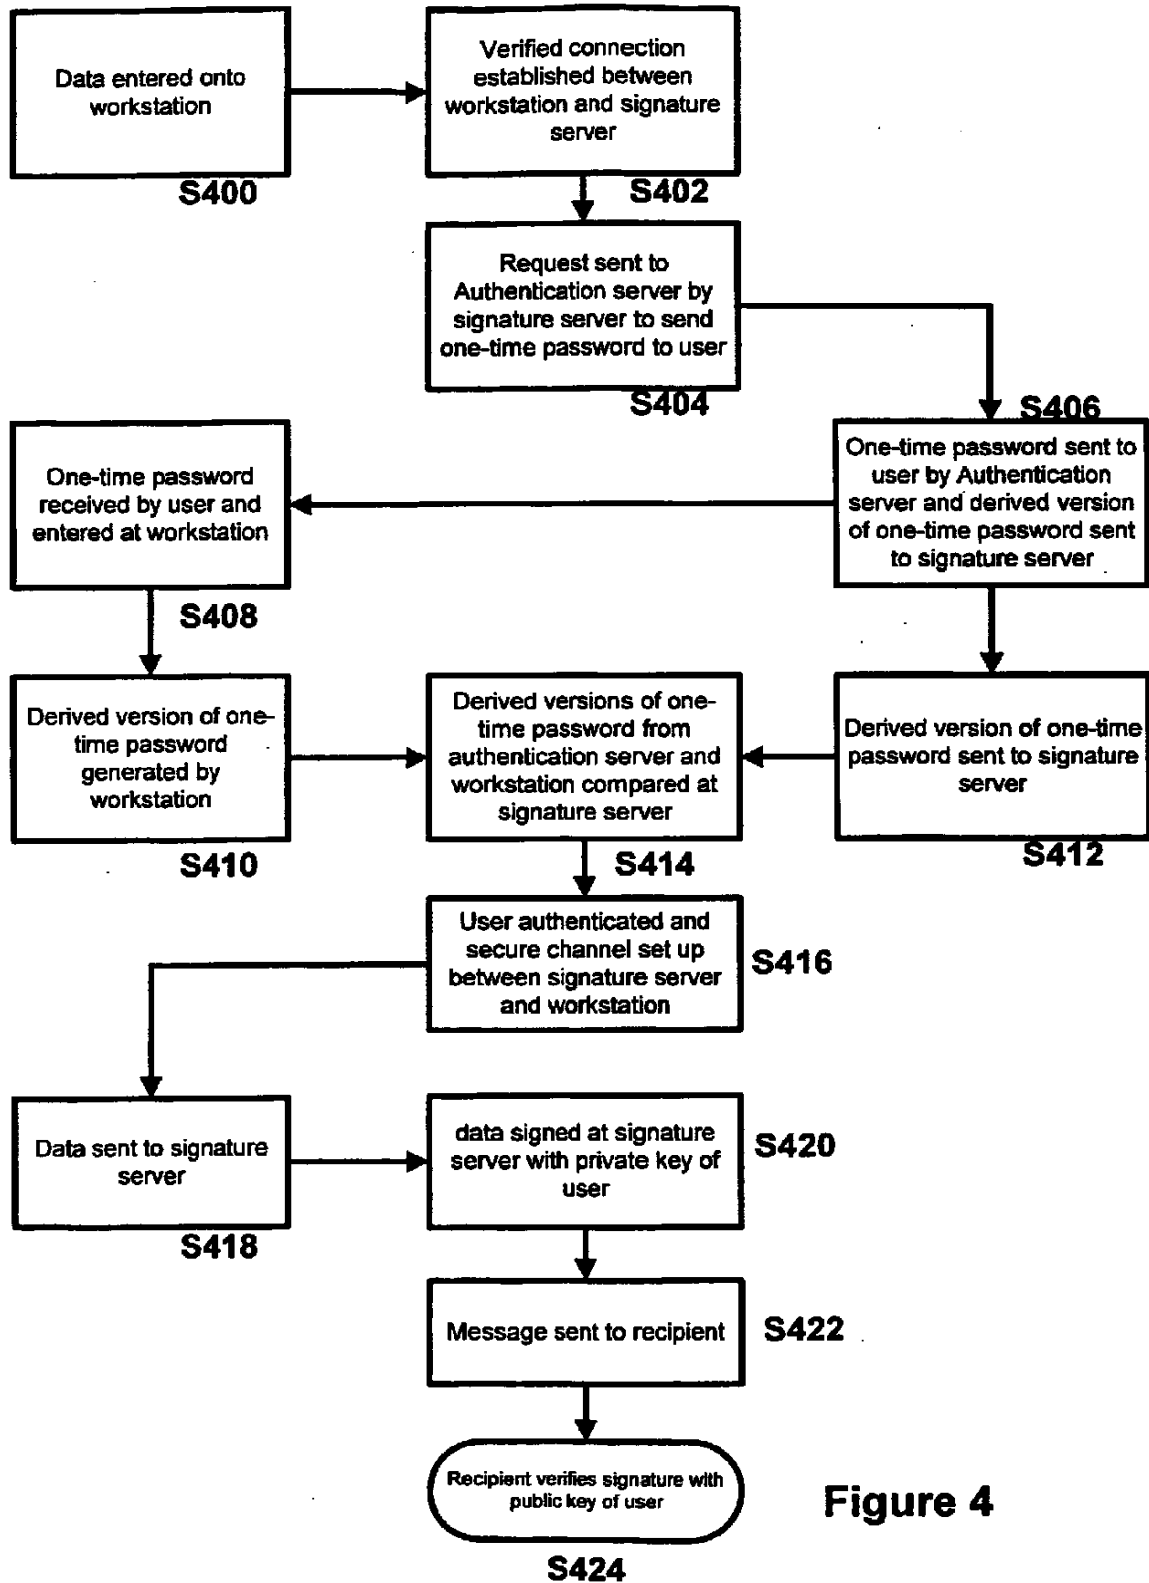 Data entered onto
workstation
S400
Verified connection
established between
workstation and signature
server
S402
Request sent to
Authentication server by
signature server to send
one-time password to user
S404
S406
One-time password sent to
user by Authentication
server and derived version
of one-time password sent
to signature server
One-time password
received by user and
entered at workstation
S408
Derived version of one-
time password
generated by
workstation
S410
Derived versions of one-
time password from
authentication server and
workstation compared at
signature server
S414
Derived version of one-time
password sent to signature
server
S412
User authenticated and
secure channel set up
between signature server
and workstation
S416
Data sent to signature
server
S418
data signed at signature
server with private key of
user
S420
Message sent to recipient
S422
Recipient verifies signature with
public key of user
S424
Figure 4